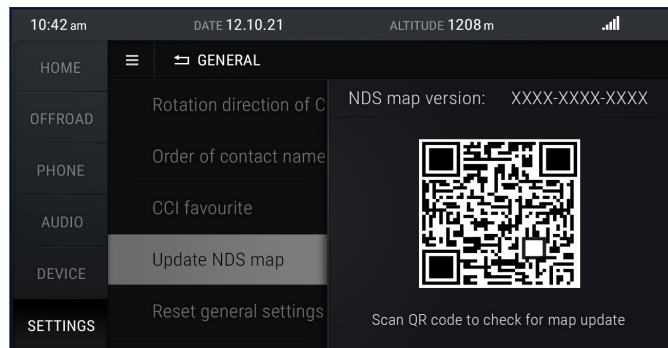 10:42 am DATE 12.10.21 ALTITUDE 1208 m
HOME
OFFROAD
PHONE
AUDIO
DEVICE
SETTINGS
GENERAL
Rotation direction of C
Order of contact name
CCI favourite
Update NDS map
Reset general settings
NDS map version: XXXX-XXXX-XXXX
Scan QR code to check for map update